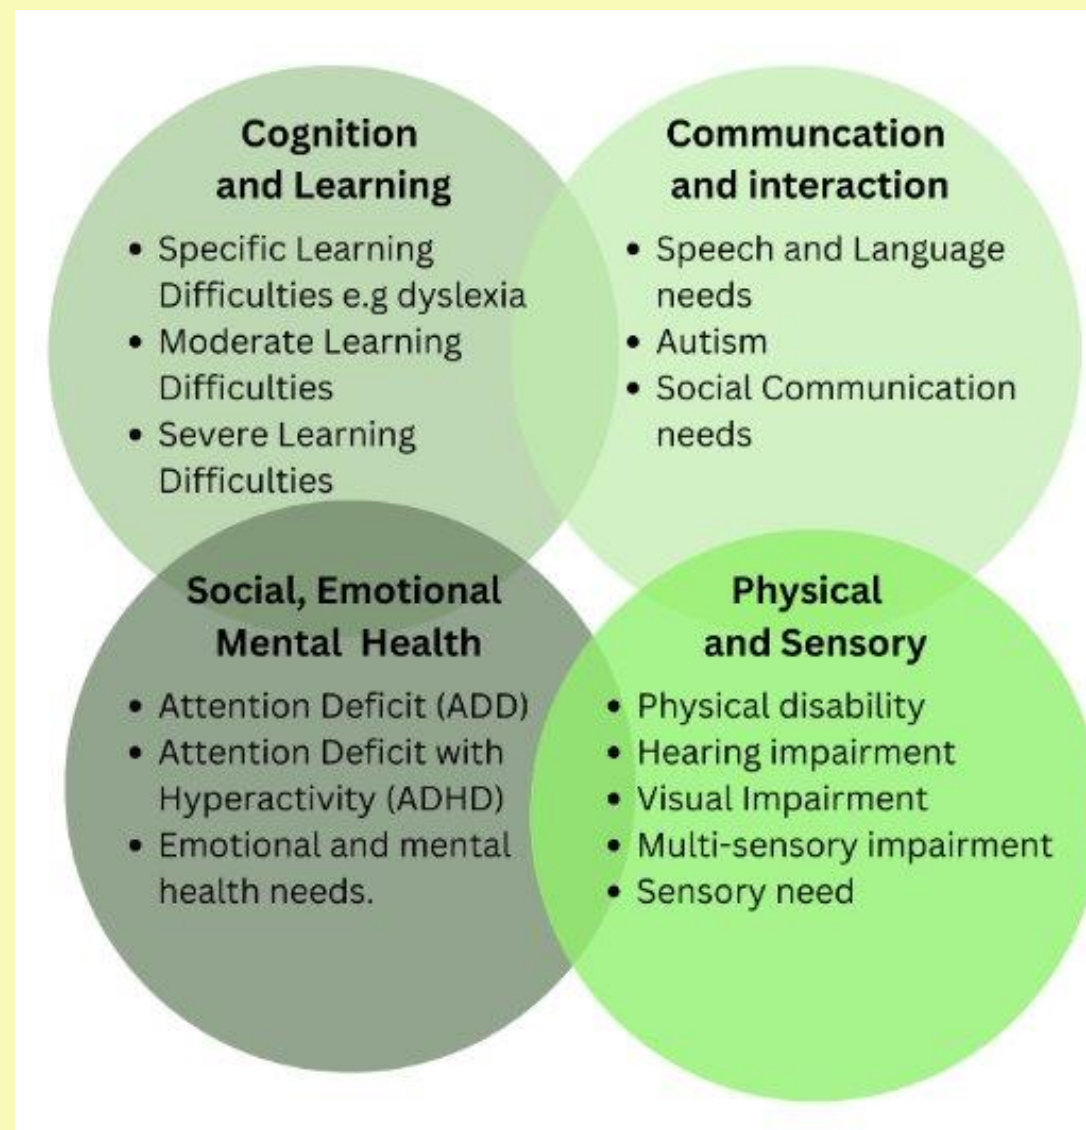 Cognition
and Learning
• Specific Learning
Difficulties e.g dyslexia
• Moderate Learning
Difficulties
• Severe Learning
Difficulties
Communcation
and interaction
• Speech and Language
needs
• Autism
• Social Communication
needs
Social, Emotional
Mental Health
• Attention Deficit (ADD)
• Attention Deficit with
Hyperactivity (ADHD)
• Emotional and mental
health needs.
Physical
and Sensory
• Physical disability
• Hearing impairment
• Visual Impairment
• Multi-sensory impairment
• Sensory need